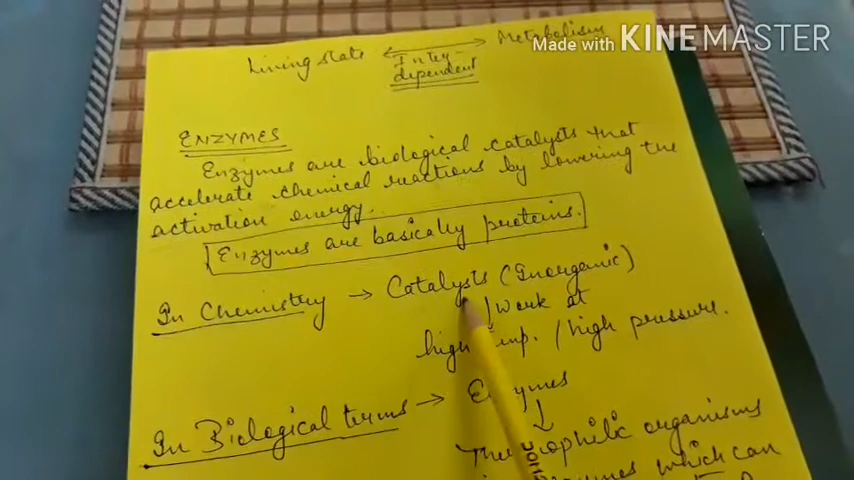 Living state ⟷ Metabolism
Inter-
dependent
Made with KINEMASTER
ENZYMES
Enzymes are biological catalysts that
accelerate chemical reactions by lowering the
activation energy.
Enzymes are basically proteins.
In Chemistry → Catalysts (Inorganic)
work at
high temp. / high pressure.
In Biological terms → Enzymes
↓
Thermophilic organisms
enzymes which can